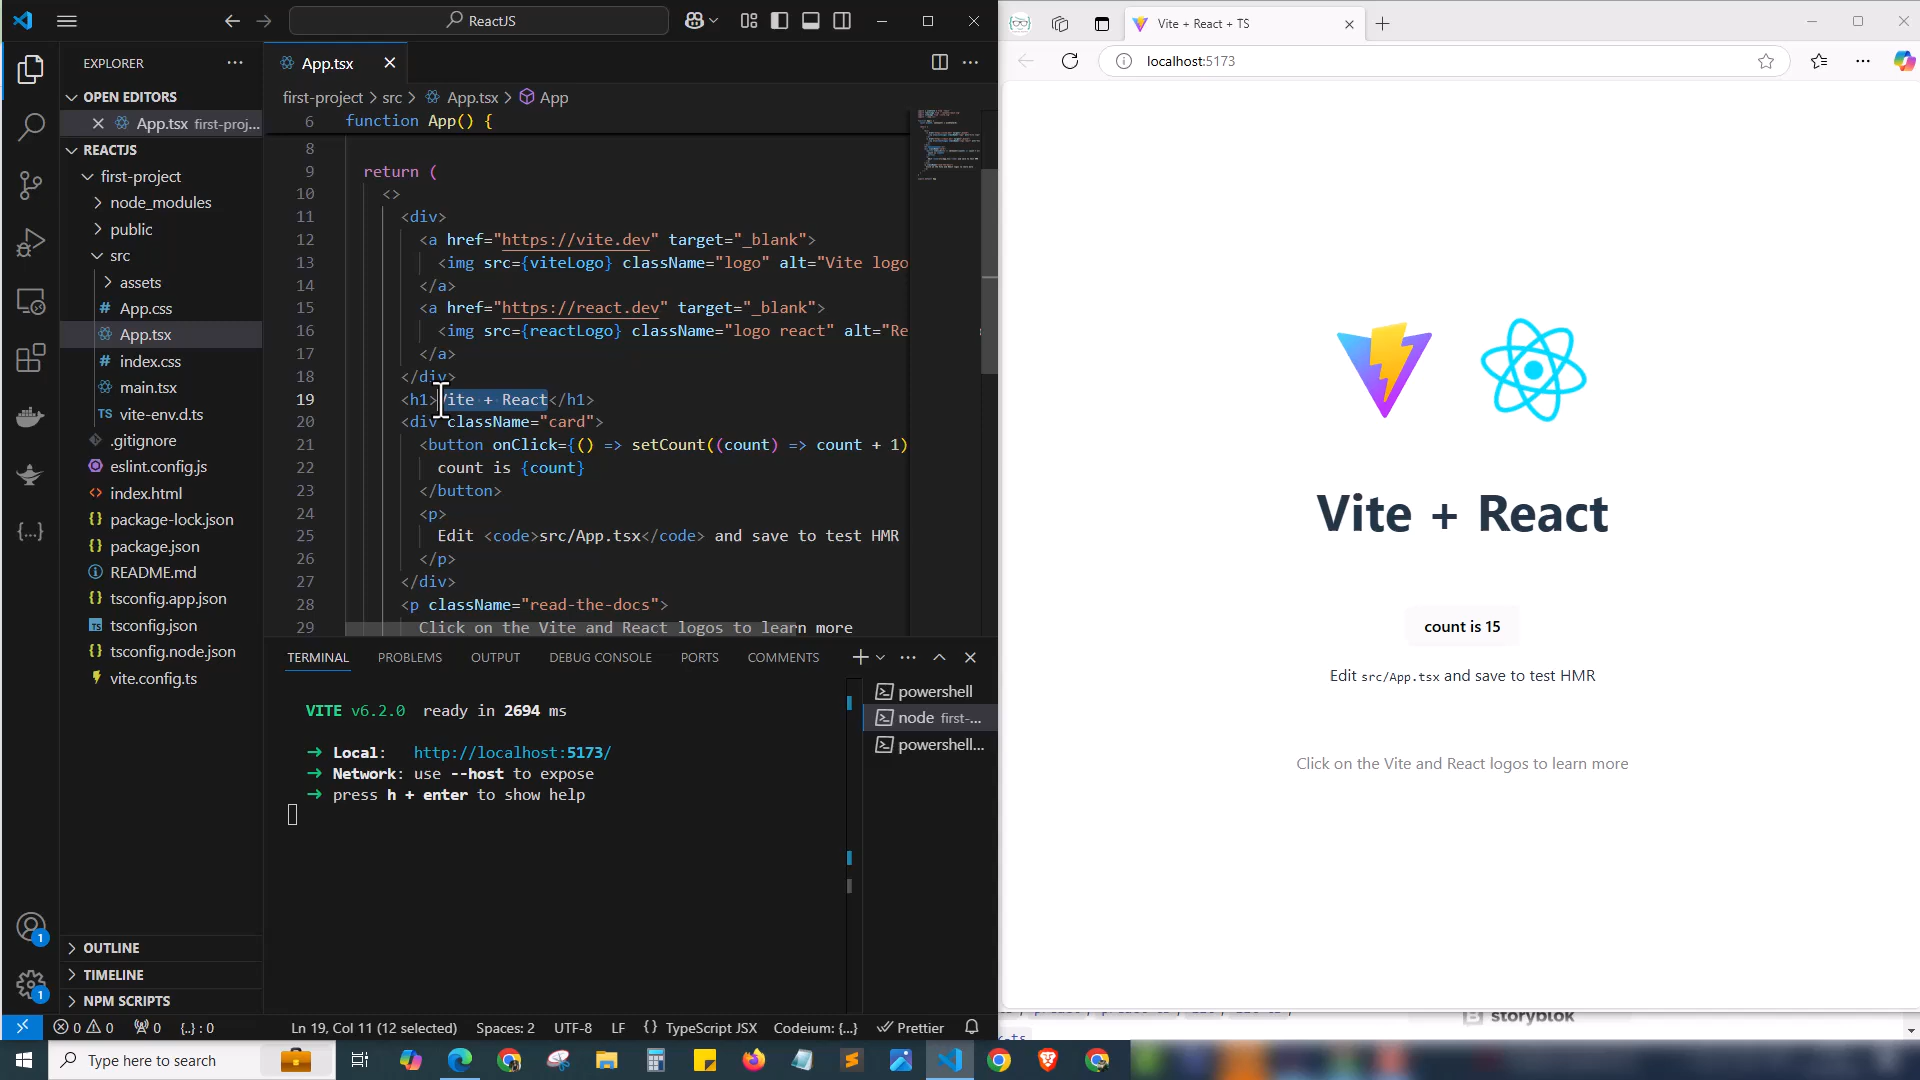 ReactJS
EXPLORER
OPEN EDITORS
App.tsx first-proj...
REACTJS
first-project
node_modules
public
src
assets
App.css
App.tsx
index.css
main.tsx
TS vite-env.d.ts
.gitignore
eslint.config.js
index.html
package-lock.json
package.json
README.md
tsconfig.app.json
tsconfig.json
tsconfig.node.json
vite.config.ts
OUTLINE
TIMELINE
NPM SCRIPTS
1
1
App.tsx
first-project > src > App.tsx > App
6 function App() {
8
9 return (
10 <>
11 <div>
12 <a href="https://vite.dev" target="_blank">
13 <img src={viteLogo} className="logo" alt="Vite logo
14 </a>
15 <a href="https://react.dev" target="_blank">
16 <img src={reactLogo} className="logo react" alt="Re
17 </a>
18 </div>
19 <h1>Vite + React</h1>
20 <div className="card">
21 <button onClick={() => setCount((count) => count + 1)
22 count is {count}
23 </button>
24 <p>
25 Edit <code>src/App.tsx</code> and save to test HMR
26 </p>
27 </div>
28 <p className="read-the-docs">
29 Click on the Vite and React logos to learn more
TERMINAL PROBLEMS OUTPUT DEBUG CONSOLE PORTS COMMENTS
VITE v6.2.0 ready in 2694 ms
➜ Local: http://localhost:5173/
➜ Network: use --host to expose
➜ press h + enter to show help
powershell
node first-...
powershell...
0 0 0 {..} : 0 Ln 19, Col 11 (12 selected) Spaces: 2 UTF-8 LF {} TypeScript JSX Codeium: {...} Prettier
Type here to search
Vite + React + TS
localhost:5173
Vite + React
count is 15
Edit src/App.tsx and save to test HMR
Click on the Vite and React logos to learn more
storyblok